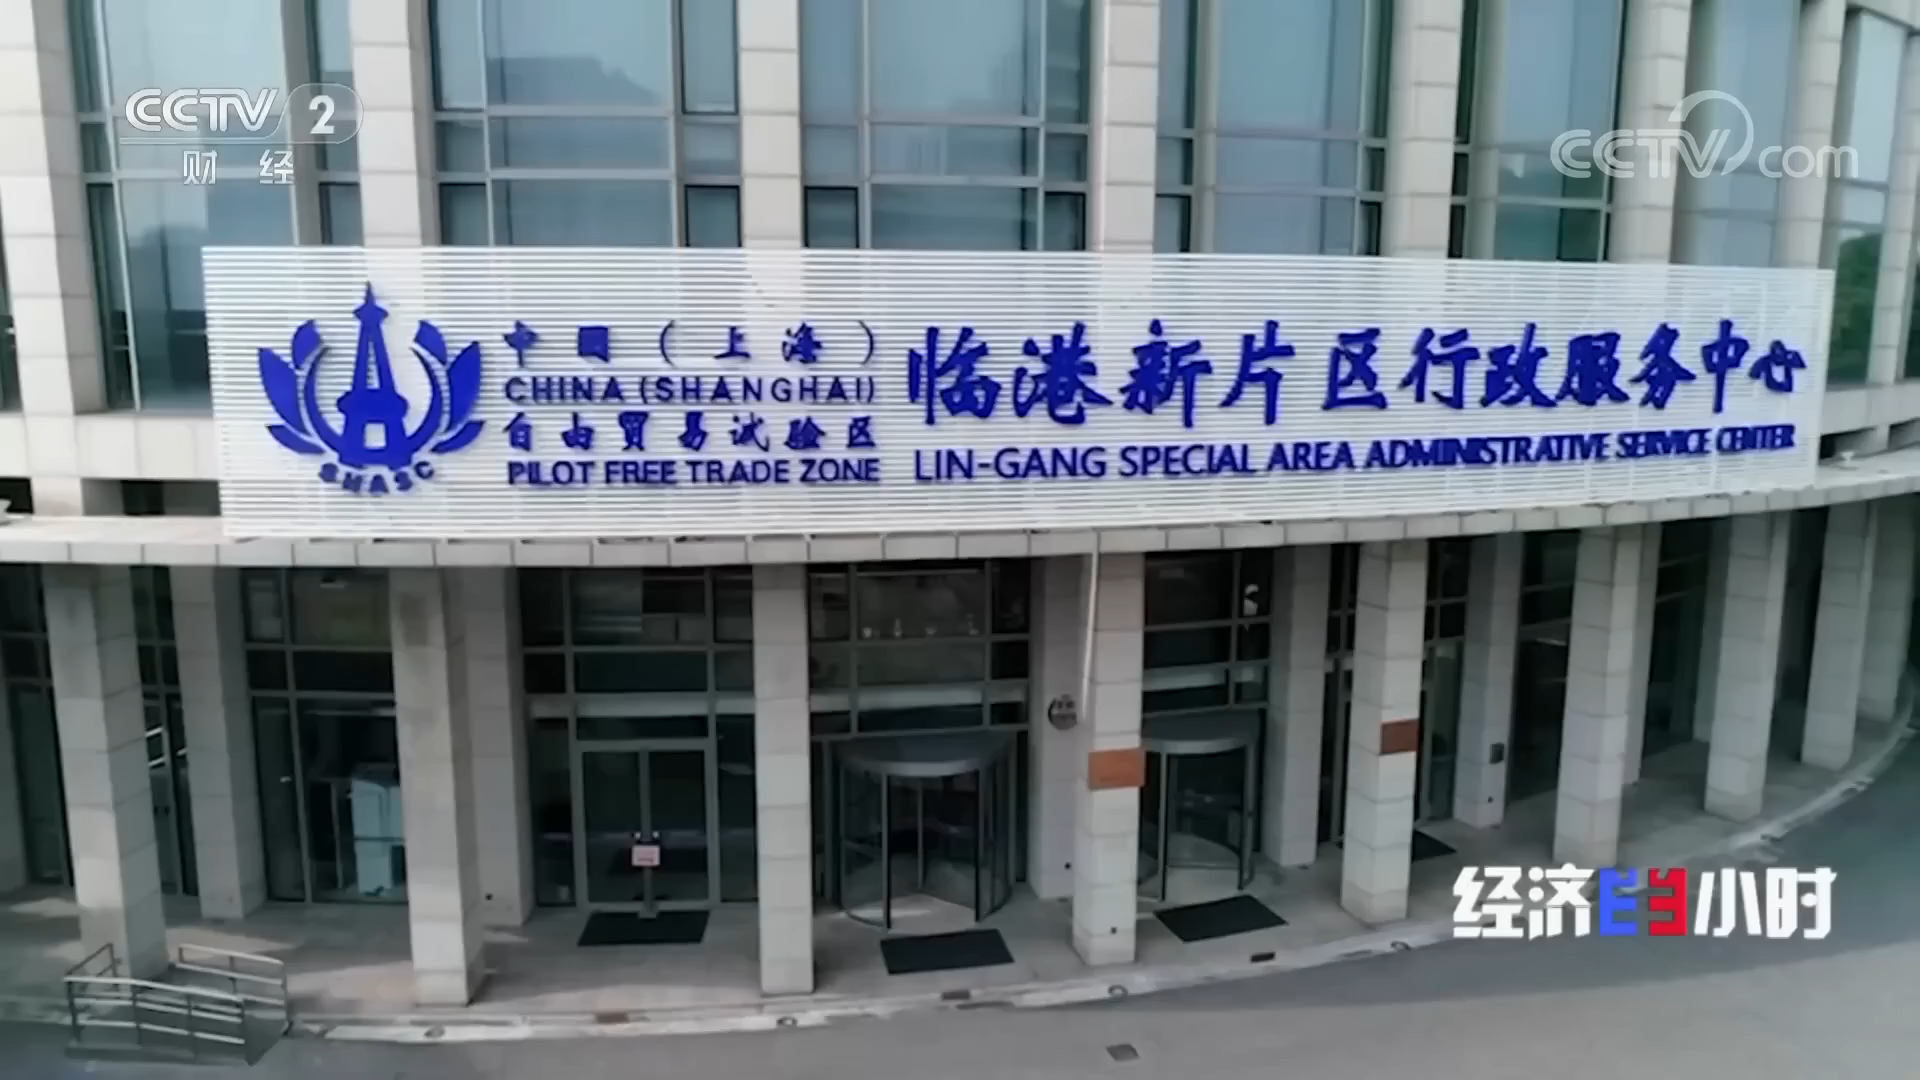 CCTV 2
财经
CCTV.com
中国（上海）
CHINA (SHANGHAI)
自由贸易试验区
PILOT FREE TRADE ZONE
SHASC
临港新片区行政服务中心
LIN-GANG SPECIAL AREA ADMINISTRATIVE SERVICE CENTER
经济半小时